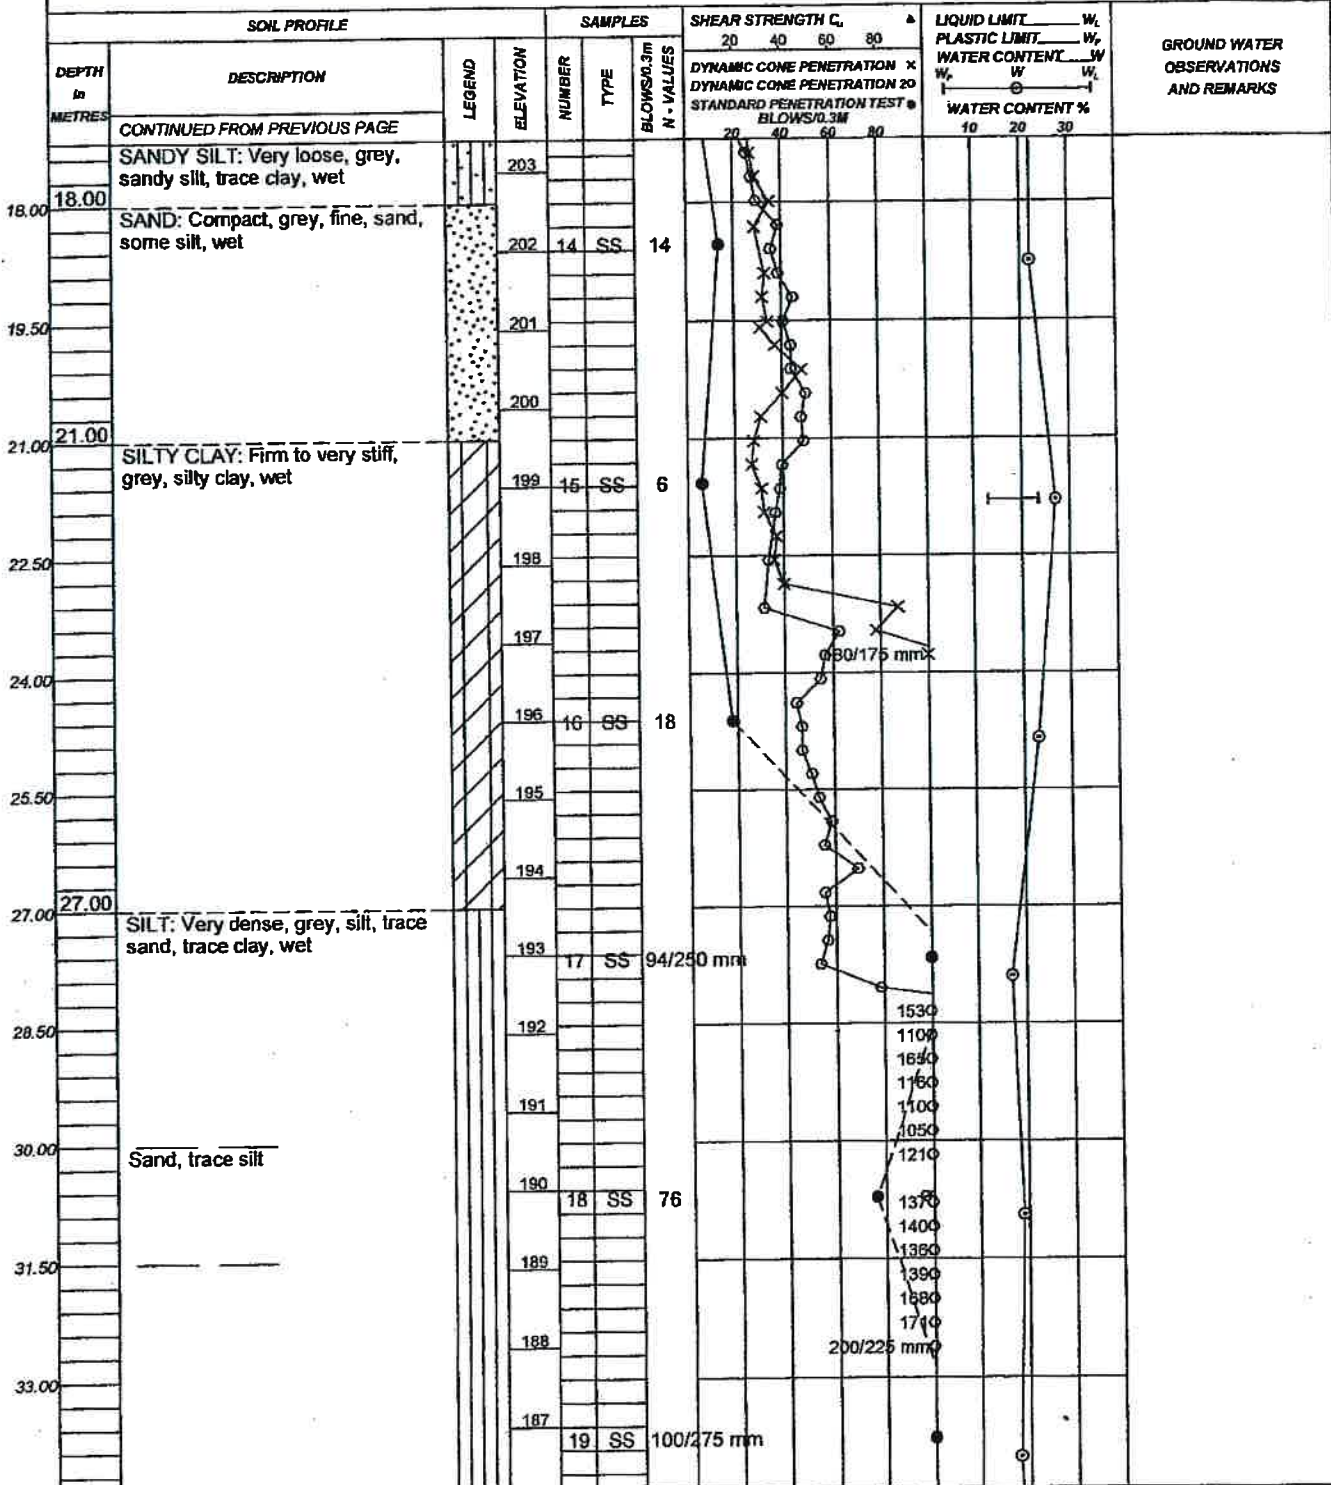 SOIL PROFILE
SAMPLES
SHEAR STRENGTH Cu ▲
20 40 60 80
DYNAMIC CONE PENETRATION X
DYNAMIC CONE PENETRATION 2O
STANDARD PENETRATION TEST ●
BLOWS/0.3M
20 40 60 80
LIQUID LIMIT WL
PLASTIC LIMIT WP
WATER CONTENT W
WP W WL
WATER CONTENT %
10 20 30
GROUND WATER
OBSERVATIONS
AND REMARKS
DEPTH
in
METRES
DESCRIPTION
CONTINUED FROM PREVIOUS PAGE
LEGEND
ELEVATION
NUMBER
TYPE
BLOWS/0.3m
N - VALUES
SANDY SILT: Very loose, grey,
sandy silt, trace clay, wet
203
18.00 18.00
SAND: Compact, grey, fine, sand,
some silt, wet
202 14 SS 14
19.50
201
200
21.00 21.00
SILTY CLAY: Firm to very stiff,
grey, silty clay, wet
199 15 SS 6
22.50
198
197
80/175 mm
24.00
196 16 SS 18
25.50
195
194
27.00 27.00
SILT: Very dense, grey, silt, trace
sand, trace clay, wet
193 17 SS 94/250 mm
153
28.50
192
110
165
116
191
110
105
30.00
Sand, trace silt
121
190 18 SS 76
137
140
136
31.50
189
139
168
171
188
200/225 mm
33.00
187
19 SS 100/275 mm